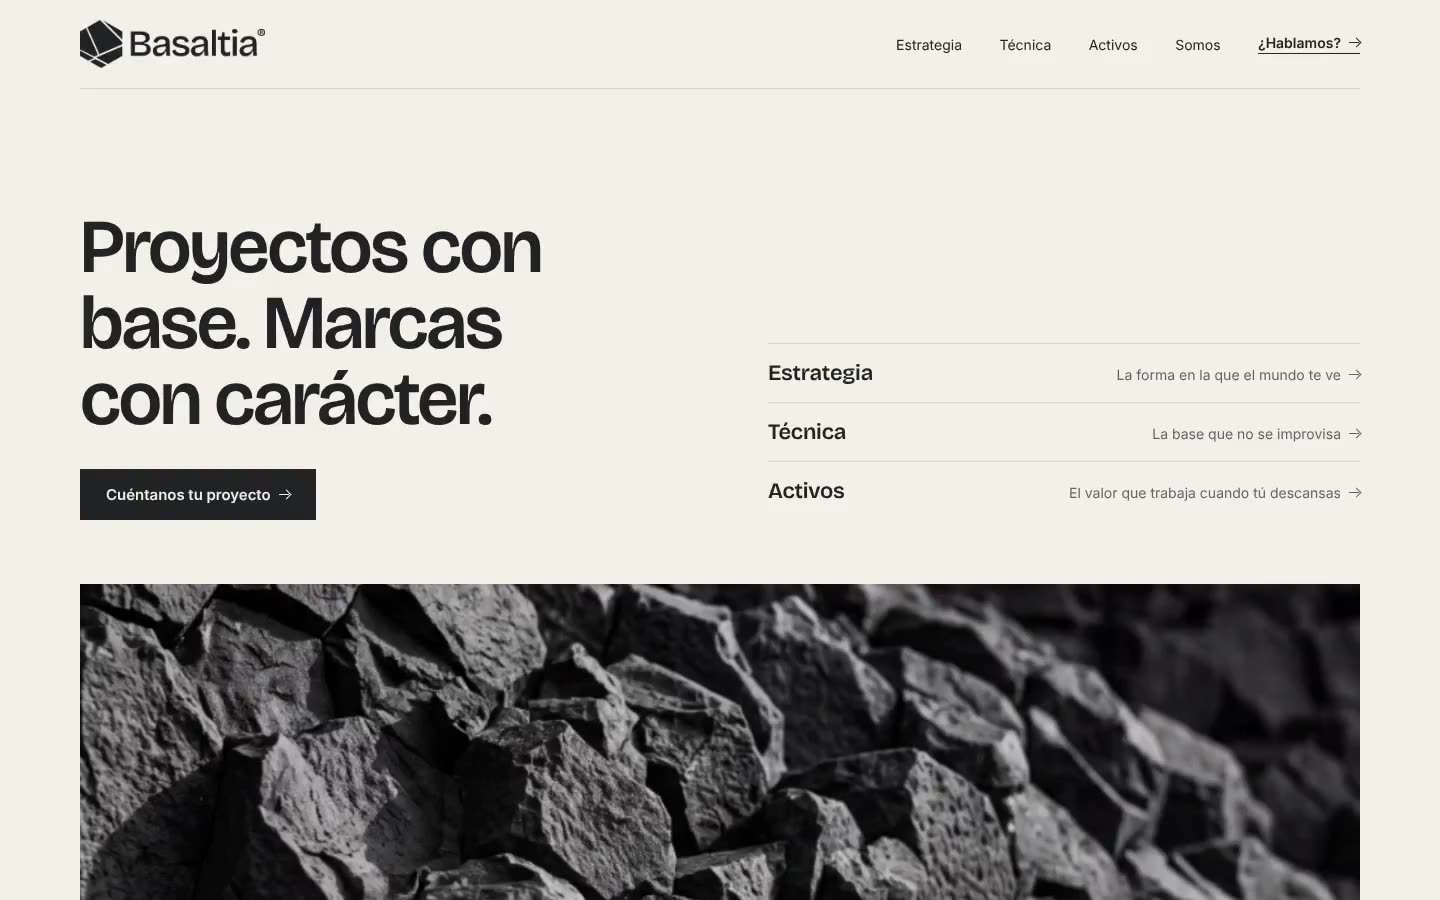 Basaltia®
Estrategia
Técnica
Activos
Somos
¿Hablamos? →
Proyectos con
base. Marcas
con carácter.
Cuéntanos tu proyecto →
Estrategia
La forma en la que el mundo te ve →
Técnica
La base que no se improvisa →
Activos
El valor que trabaja cuando tú descansas →